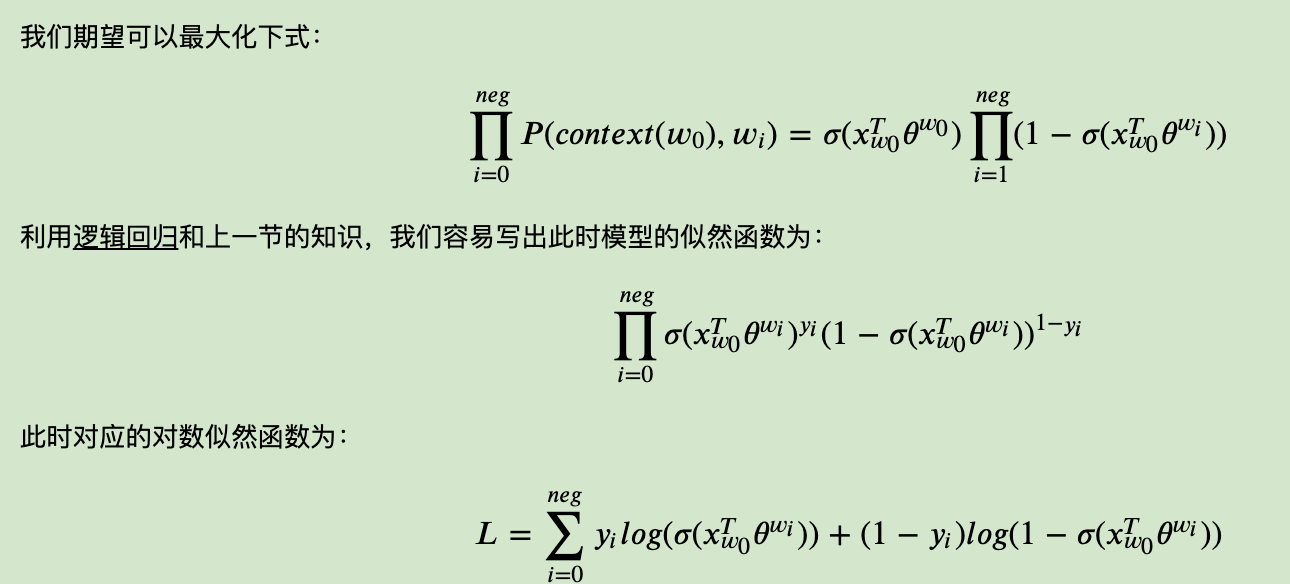 我们期望可以最大化下式：
$$\prod_{i=0}^{neg} P(context(w_0), w_i) = \sigma(x_{w_0}^T\theta^{w_0}) \prod_{i=1}^{neg} (1 - \sigma(x_{w_0}^T\theta^{w_i}))$$
利用逻辑回归和上一节的知识，我们容易写出此时模型的似然函数为：
$$\prod_{i=0}^{neg} \sigma(x_{w_0}^T\theta^{w_i})^{y_i}(1 - \sigma(x_{w_0}^T\theta^{w_i}))^{1-y_i}$$
此时对应的对数似然函数为：
$$L = \sum_{i=0}^{neg} y_i log(\sigma(x_{w_0}^T\theta^{w_i})) + (1 - y_i)log(1 - \sigma(x_{w_0}^T\theta^{w_i}))$$